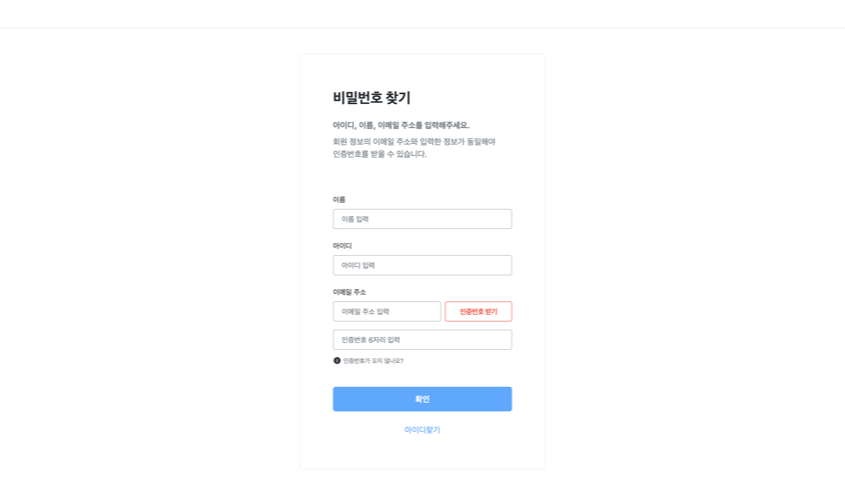 비밀번호 찾기
아이디, 이름, 이메일 주소를 입력해주세요.
회원 정보의 이메일 주소와 입력한 정보가 동일해야
인증번호를 받을 수 있습니다.
이름
이름 입력
아이디
아이디 입력
이메일 주소
이메일 주소 입력
인증번호 받기
인증번호 6자리 입력
인증번호가 오지 않나요?
확인
아이디찾기